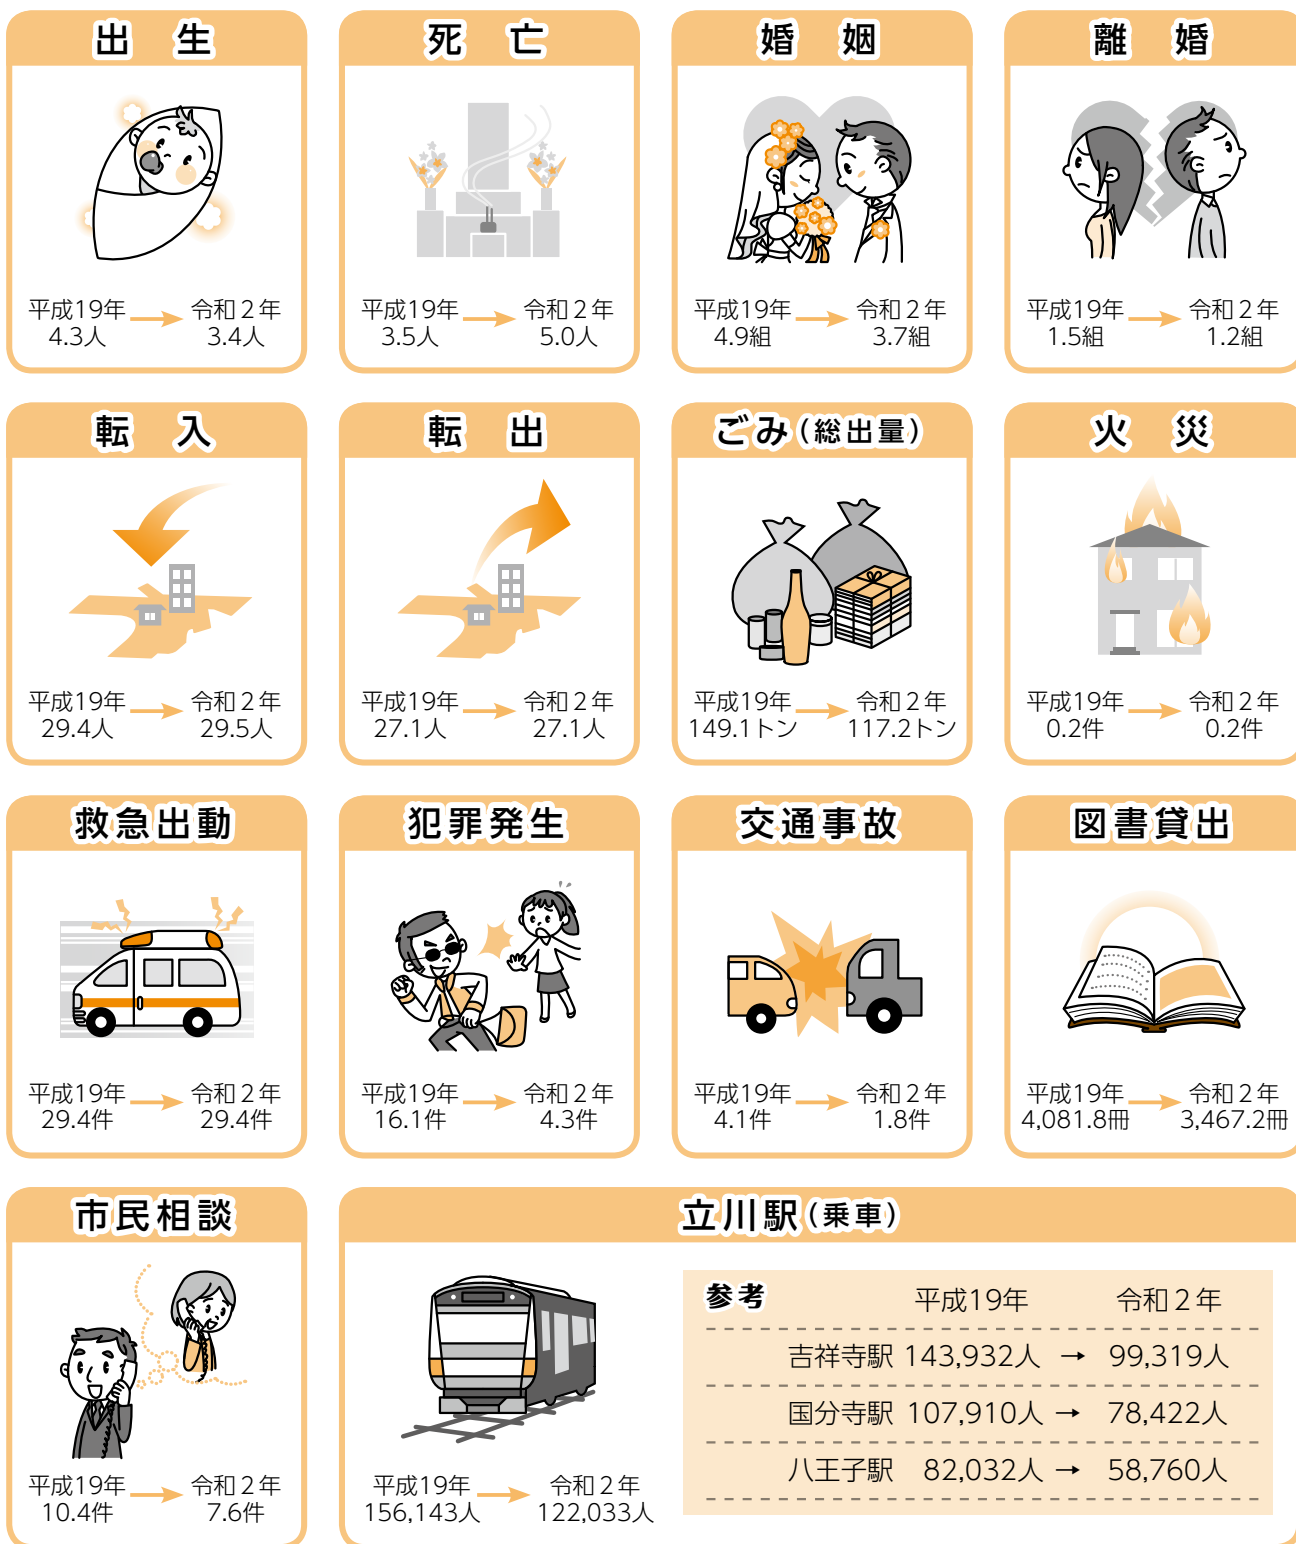 出生
平成19年 → 令和2年
4.3人 3.4人
死亡
平成19年 → 令和2年
3.5人 5.0人
婚姻
平成19年 → 令和2年
4.9組 3.7組
離婚
平成19年 → 令和2年
1.5組 1.2組
転入
平成19年 → 令和2年
29.4人 29.5人
転出
平成19年 → 令和2年
27.1人 27.1人
ごみ(総出量)
平成19年 → 令和2年
149.1トン 117.2トン
火災
平成19年 → 令和2年
0.2件 0.2件
救急出動
平成19年 → 令和2年
29.4件 29.4件
犯罪発生
平成19年 → 令和2年
16.1件 4.3件
交通事故
平成19年 → 令和2年
4.1件 1.8件
図書貸出
平成19年 → 令和2年
4,081.8冊 3,467.2冊
市民相談
平成19年 → 令和2年
10.4件 7.6件
立川駅(乗車)
平成19年 → 令和2年
156,143人 122,033人
参考 平成19年 令和2年
吉祥寺駅 143,932人 → 99,319人
国分寺駅 107,910人 → 78,422人
八王子駅 82,032人 → 58,760人